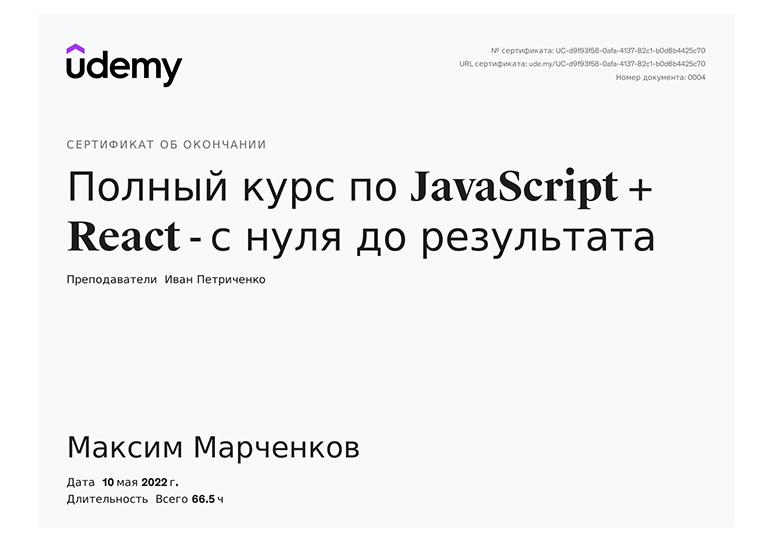 udemy
№ сертификата: UC-d9f93f58-0afa-4137-82c1-b0d6b4425c70
URL сертификата: ude.my/UC-d9f93f58-0afa-4137-82c1-b0d6b4425c70
Номер документа: 0004
СЕРТИФИКАТ ОБ ОКОНЧАНИИ
Полный курс по JavaScript +
React - с нуля до результата
Преподаватели Иван Петриченко
Максим Марченков
Дата 10 мая 2022 г.
Длительность Всего 66.5 ч